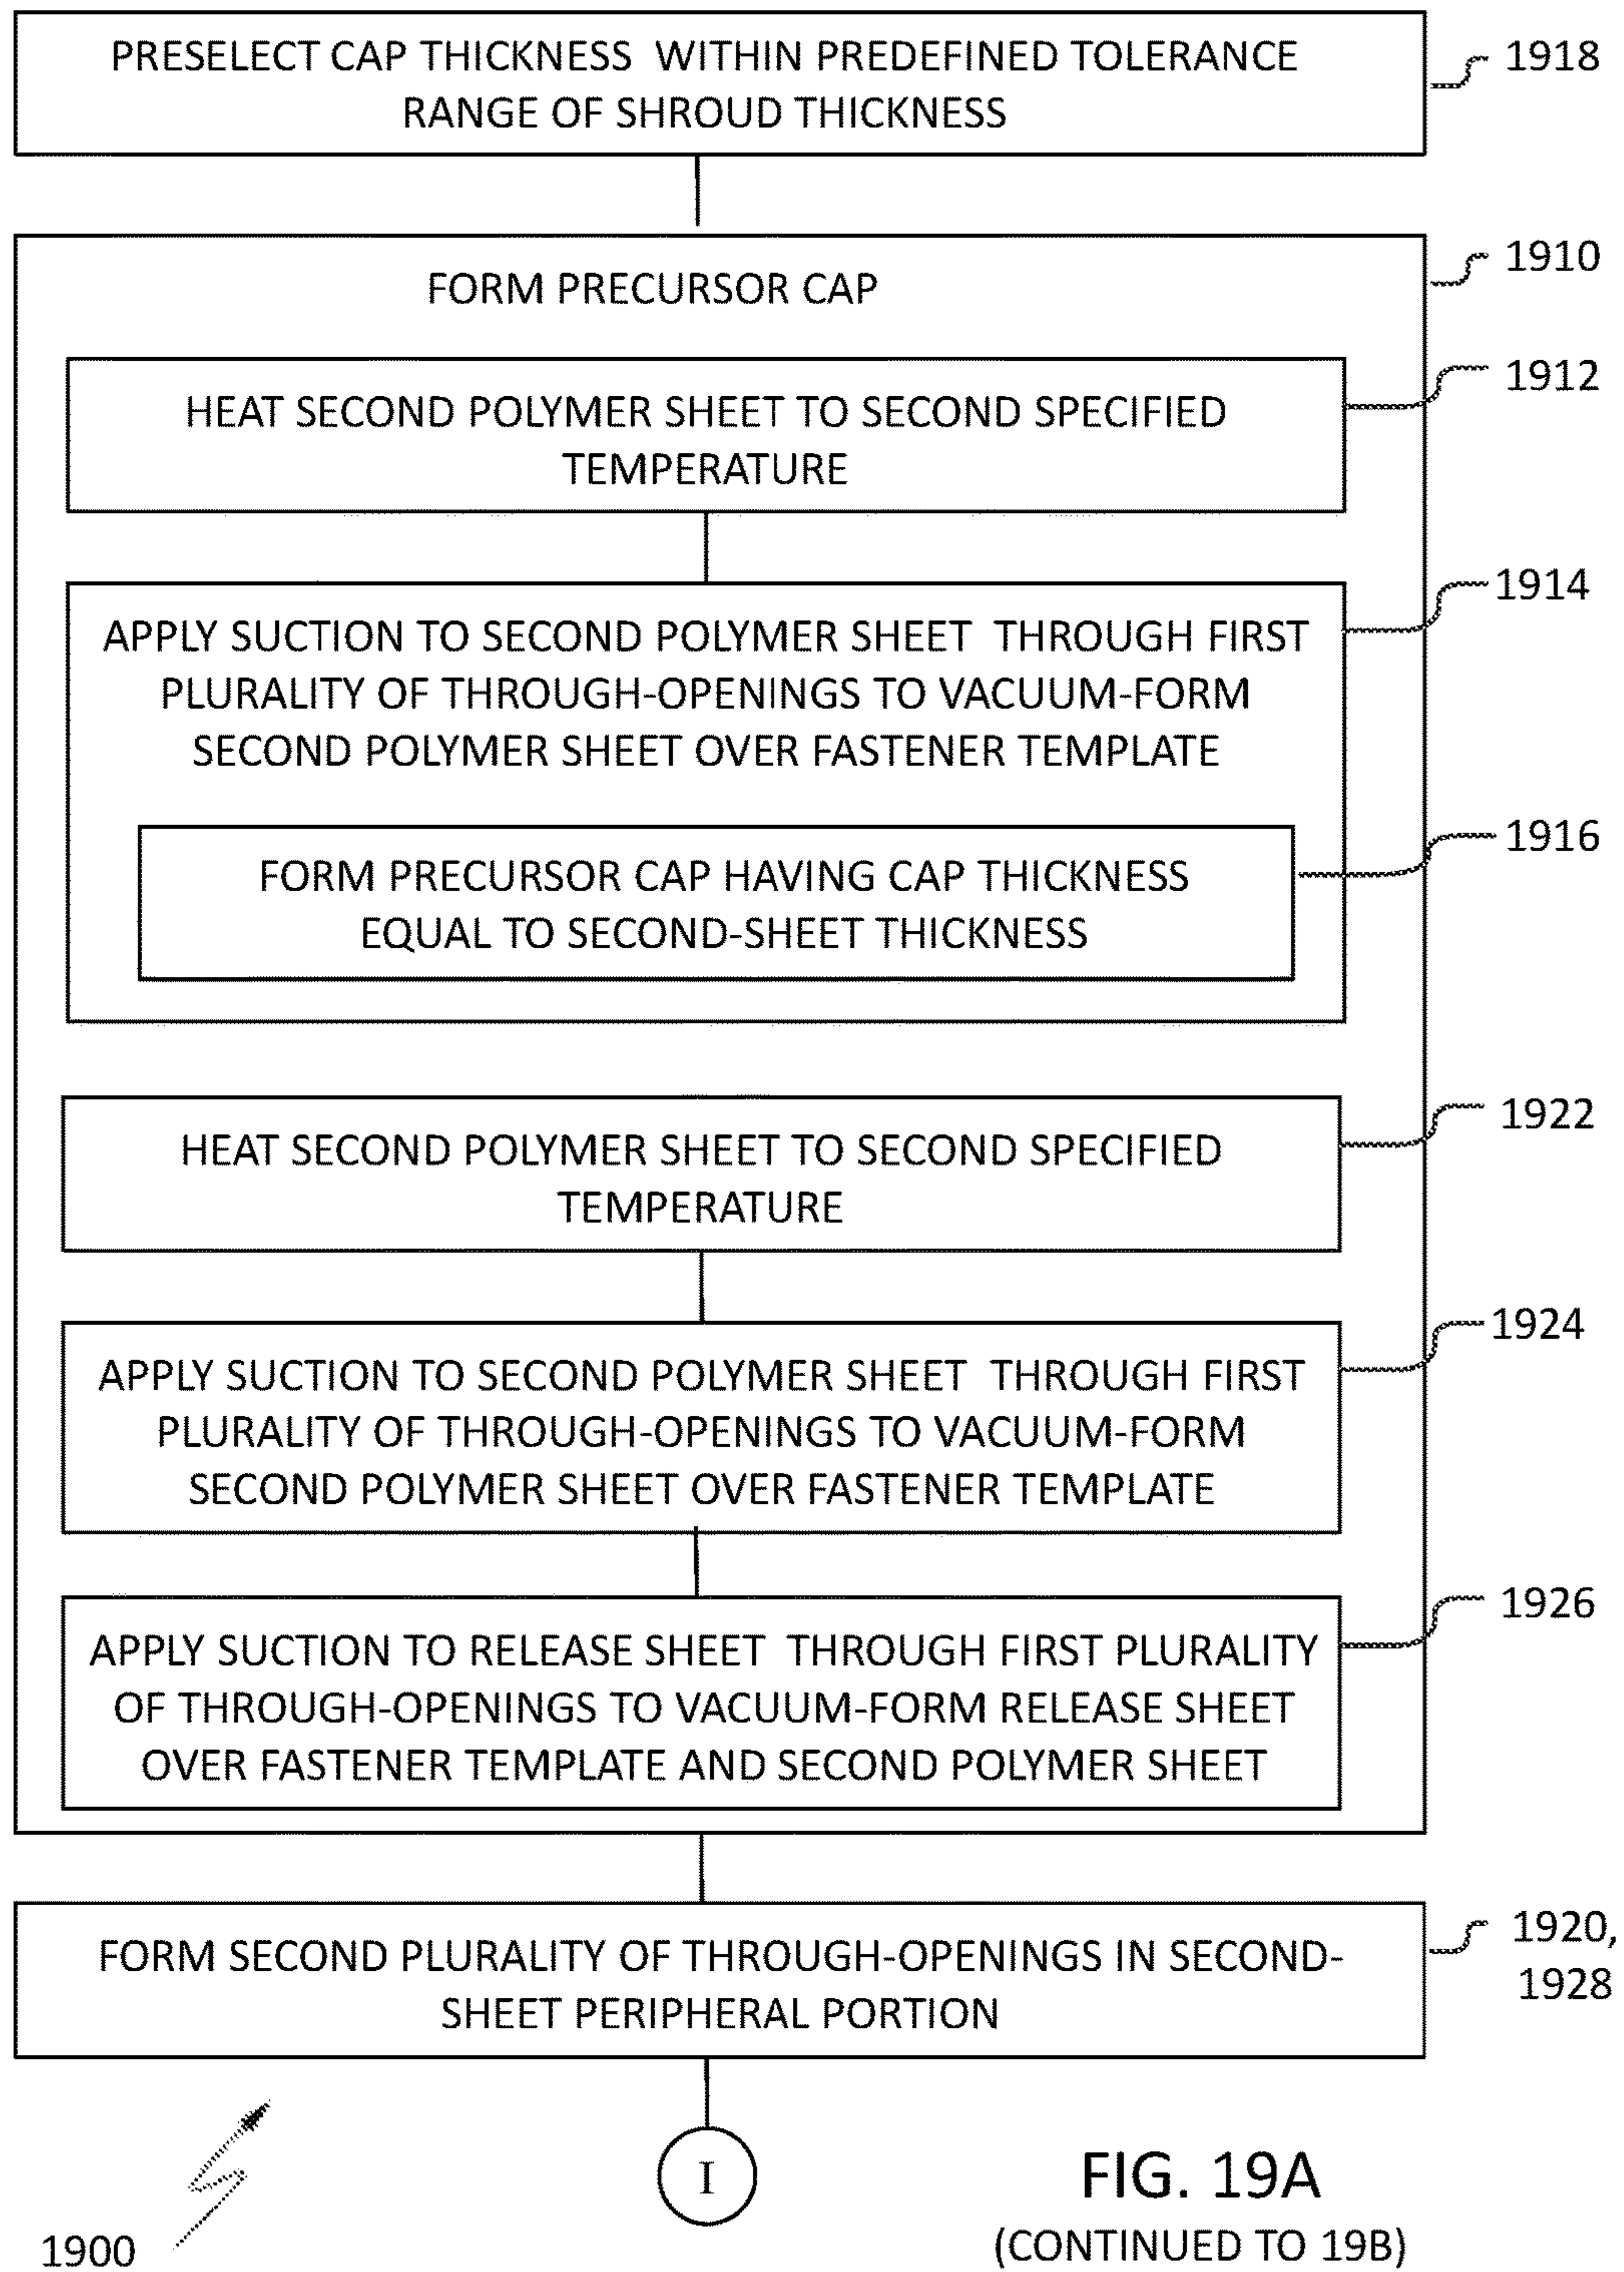 PRESELECT CAP THICKNESS WITHIN PREDEFINED TOLERANCE
RANGE OF SHROUD THICKNESS
1918
FORM PRECURSOR CAP
1910
HEAT SECOND POLYMER SHEET TO SECOND SPECIFIED
TEMPERATURE
1912
APPLY SUCTION TO SECOND POLYMER SHEET THROUGH FIRST
PLURALITY OF THROUGH-OPENINGS TO VACUUM-FORM
SECOND POLYMER SHEET OVER FASTENER TEMPLATE
1914
FORM PRECURSOR CAP HAVING CAP THICKNESS
EQUAL TO SECOND-SHEET THICKNESS
1916
HEAT SECOND POLYMER SHEET TO SECOND SPECIFIED
TEMPERATURE
1922
APPLY SUCTION TO SECOND POLYMER SHEET THROUGH FIRST
PLURALITY OF THROUGH-OPENINGS TO VACUUM-FORM
SECOND POLYMER SHEET OVER FASTENER TEMPLATE
1924
APPLY SUCTION TO RELEASE SHEET THROUGH FIRST PLURALITY
OF THROUGH-OPENINGS TO VACUUM-FORM RELEASE SHEET
OVER FASTENER TEMPLATE AND SECOND POLYMER SHEET
1926
FORM SECOND PLURALITY OF THROUGH-OPENINGS IN SECOND-
SHEET PERIPHERAL PORTION
1920,
1928
I
1900
FIG. 19A
(CONTINUED TO 19B)